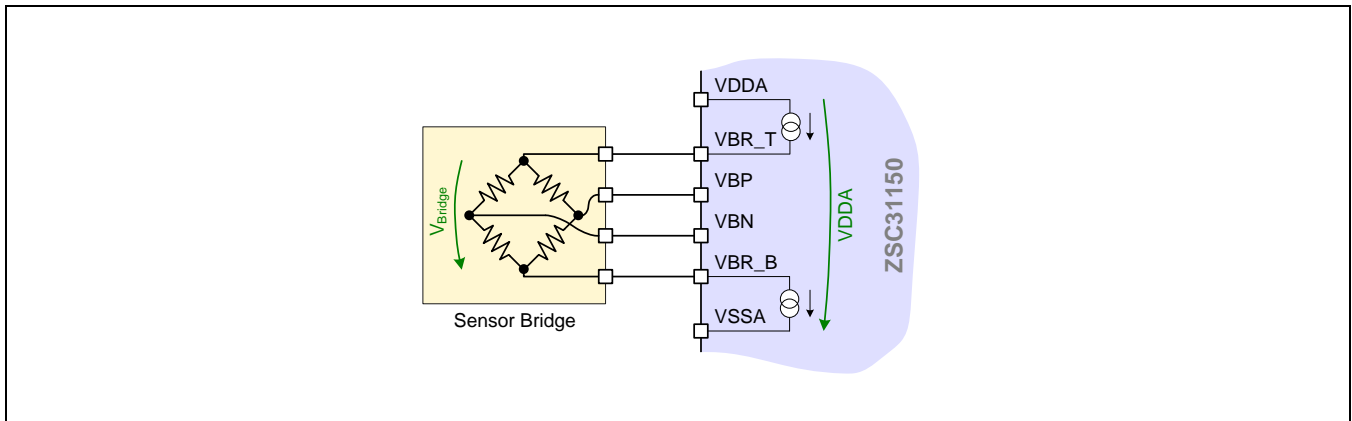 VDDA
VBR_T
VBP
VBN
VBR_B
VSSA
VBridge
VDDA
ZSC31150
Sensor Bridge